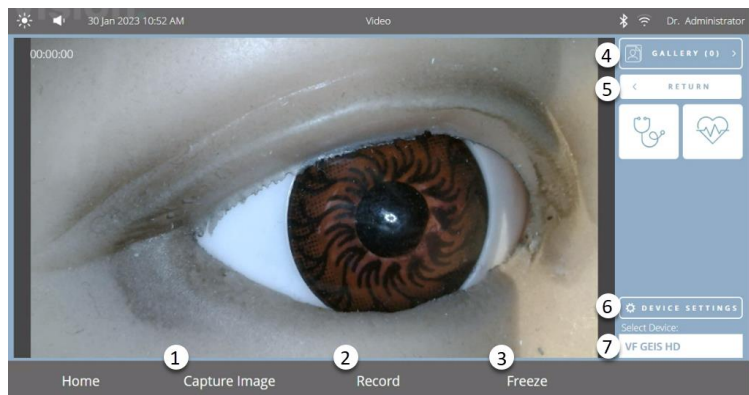 30 Jan 2023 10:52 AM
Video
Dr. Administrator
00:00:00
4
GALLERY (0) >
5
< RETURN
6
DEVICE SETTINGS
Select Device:
7
VF GEIS HD
1
2
3
Home
Capture Image
Record
Freeze